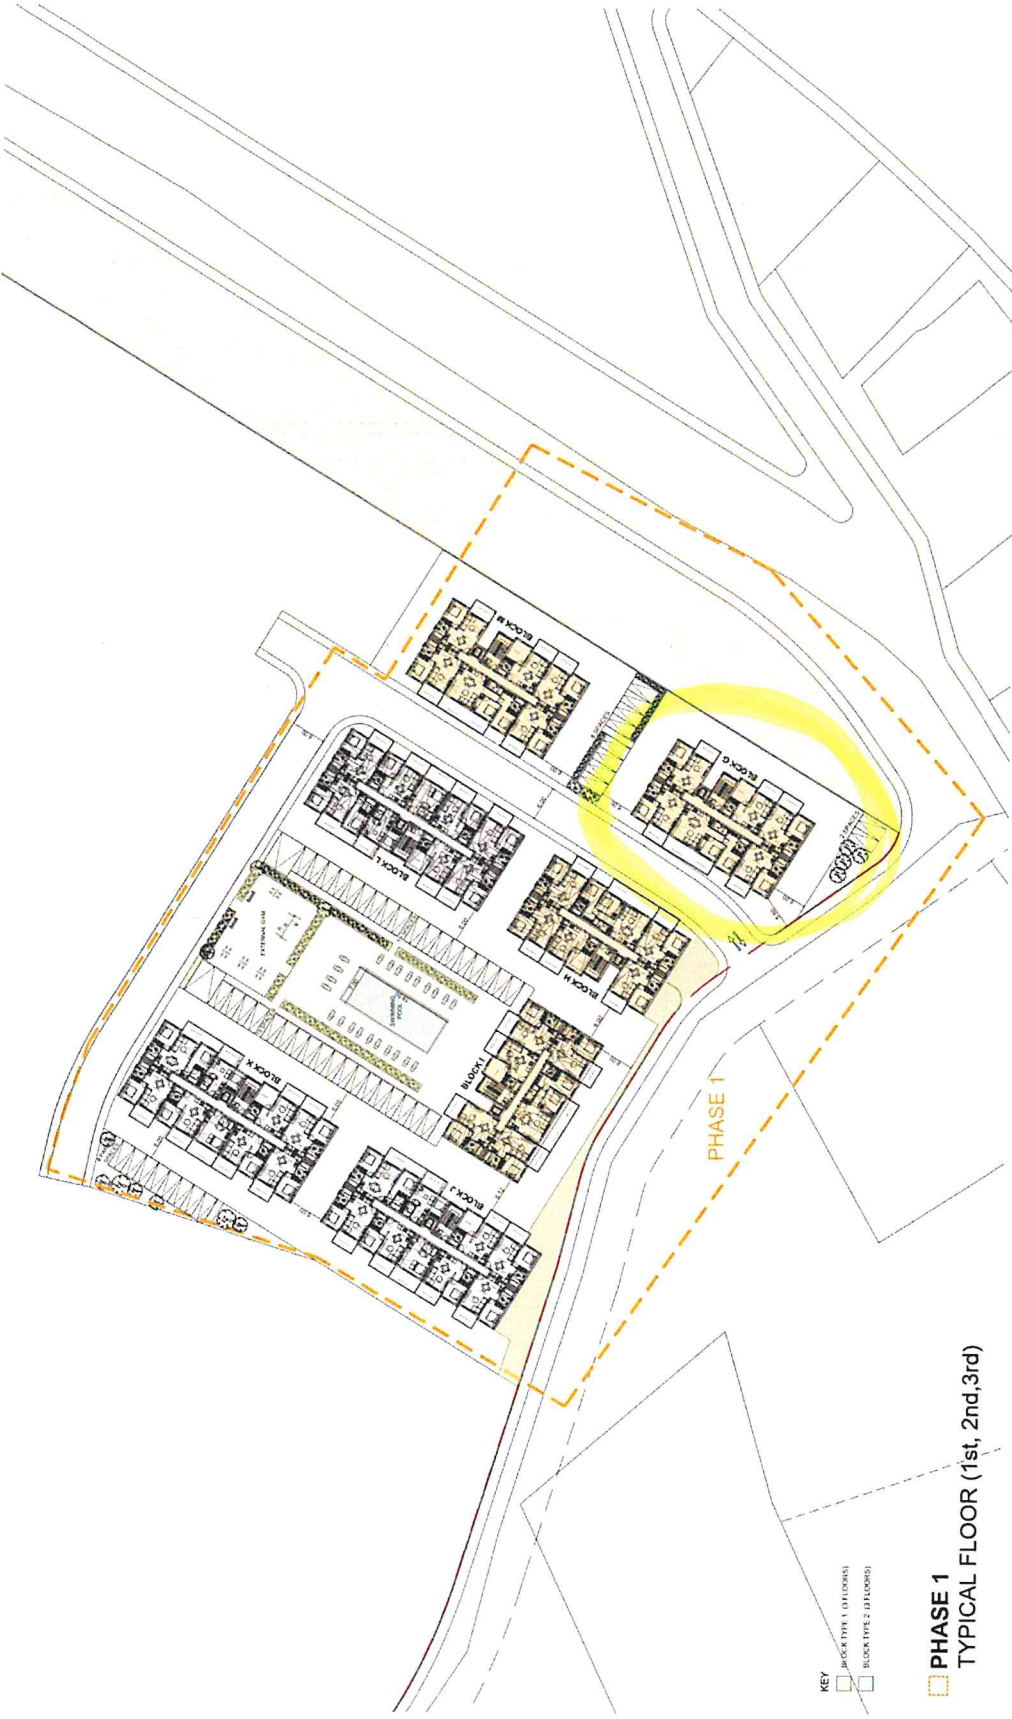 BLOCK M
BLOCK G
BLOCK L
BLOCK H
EXTERNAL GYM
SWIMMING
POOL
BLOCK K
BLOCK I
BLOCK J
PHASE 1
KEY
BLOCK TYPE 1 (3 FLOORS)
BLOCK TYPE 2 (3 FLOORS)
PHASE 1
TYPICAL FLOOR (1st, 2nd,3rd)